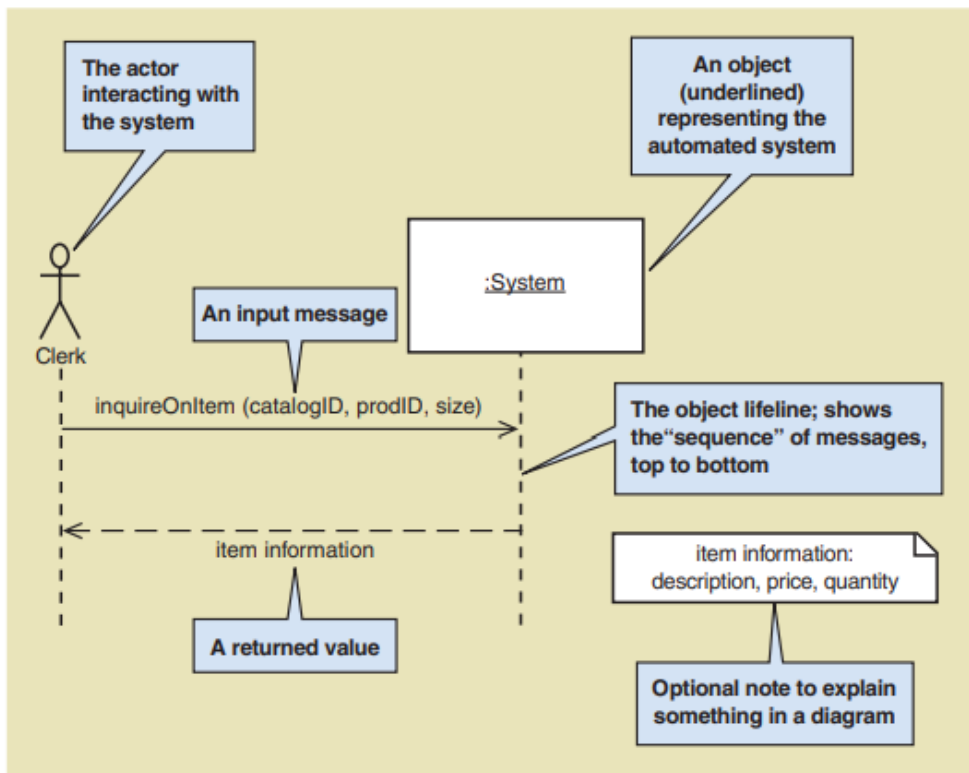 The actor
interacting with
the system
An object
(underlined)
representing the
automated system
:System
An input message
Clerk
inquireOnItem (catalogID, prodID, size)
The object lifeline; shows
the“sequence” of messages,
top to bottom
item information
item information:
description, price, quantity
A returned value
Optional note to explain
something in a diagram